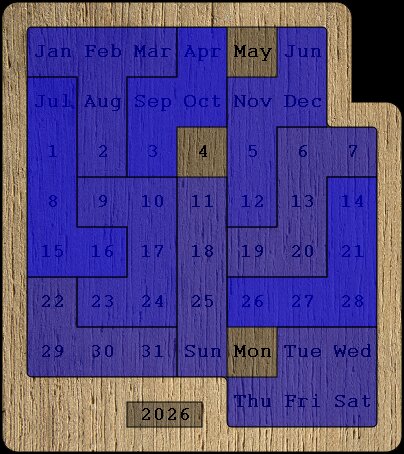 Jan Feb Mar Apr May Jun
Jul Aug Sep Oct Nov Dec
1 2 3 4 5 6 7
8 9 10 11 12 13 14
15 16 17 18 19 20 21
22 23 24 25 26 27 28
29 30 31 Sun Mon Tue Wed
Thu Fri Sat
2026